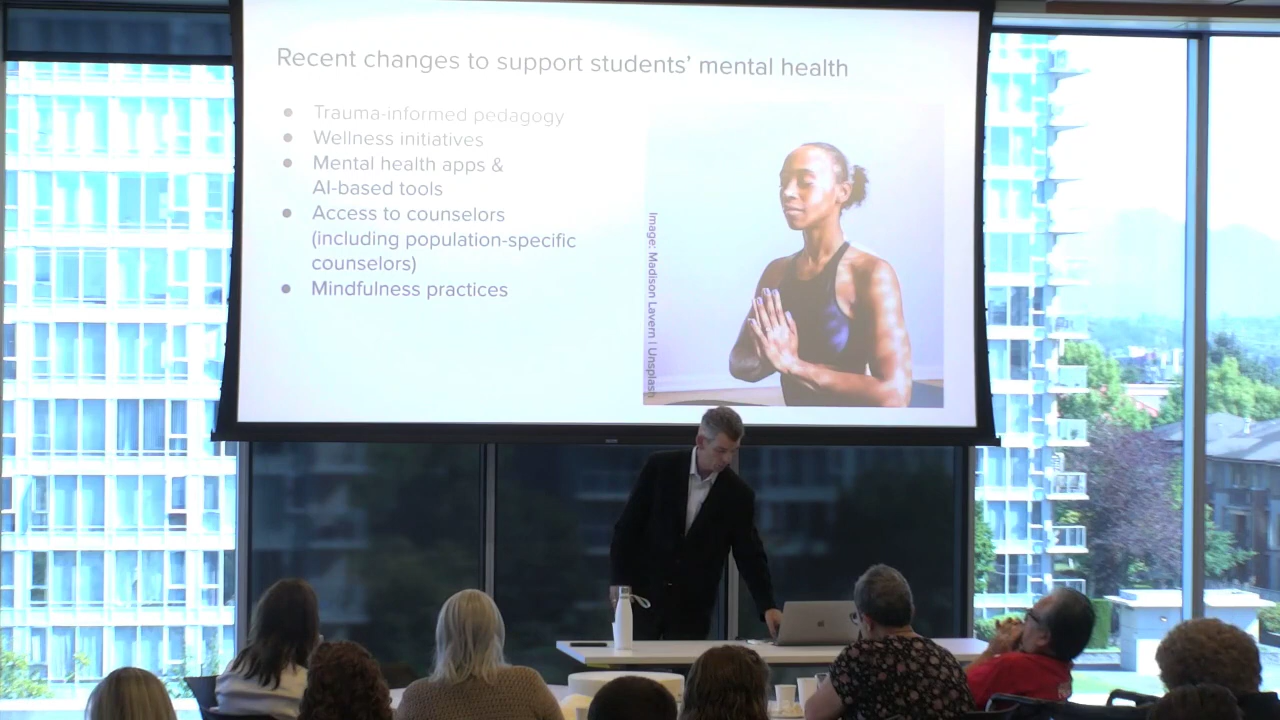 Recent changes to support students' mental health
● Trauma-informed pedagogy
● Wellness initiatives
● Mental health apps &
AI-based tools
● Access to counselors
(including population-specific
counselors)
● Mindfulness practices
Image: Madison Lavern | Unsplash